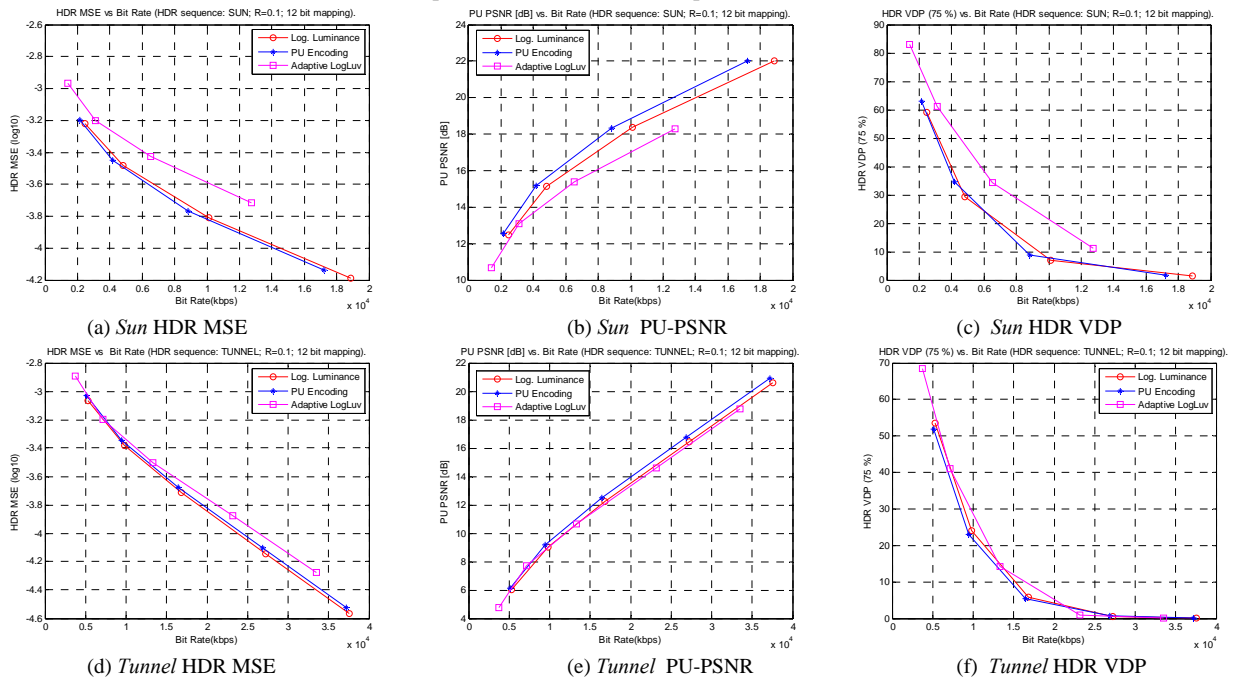 HDR MSE vs Bit Rate (HDR sequence: SUN; R=0.1; 12 bit mapping).
-2.6
-2.8
-3
-3.2
-3.4
-3.6
-3.8
-4
-4.2
HDR MSE (log10)
Log. Luminance
PU Encoding
Adaptive LogLuv
0 0.2 0.4 0.6 0.8 1 1.2 1.4 1.6 1.8 2
Bit Rate(kbps)
x 10⁴
(a) Sun HDR MSE
PU PSNR [dB] vs. Bit Rate (HDR sequence: SUN; R=0.1; 12 bit mapping).
24
22
20
18
16
14
12
10
PU PSNR [dB]
Log. Luminance
PU Encoding
Adaptive LogLuv
0 0.2 0.4 0.6 0.8 1 1.2 1.4 1.6 1.8 2
Bit Rate(kbps)
x 10⁴
(b) Sun PU-PSNR
HDR VDP (75 %) vs. Bit Rate (HDR sequence: SUN; R=0.1; 12 bit mapping).
90
80
70
60
50
40
30
20
10
0
HDR VDP (75 %)
Log. Luminance
PU Encoding
Adaptive LogLuv
0 0.2 0.4 0.6 0.8 1 1.2 1.4 1.6 1.8 2
Bit Rate(kbps)
x 10⁴
(c) Sun HDR VDP
HDR MSE vs Bit Rate (HDR sequence: TUNNEL; R=0.1; 12 bit mapping).
-2.8
-3
-3.2
-3.4
-3.6
-3.8
-4
-4.2
-4.4
-4.6
HDR MSE (log10)
Log. Luminance
PU Encoding
Adaptive LogLuv
0 0.5 1 1.5 2 2.5 3 3.5 4
Bit Rate(kbps)
x 10⁴
(d) Tunnel HDR MSE
PU PSNR [dB] vs. Bit Rate (HDR sequence: TUNNEL; R=0.1; 12 bit mapping).
22
20
18
16
14
12
10
8
6
4
PU PSNR [dB]
Log. Luminance
PU Encoding
Adaptive LogLuv
0 0.5 1 1.5 2 2.5 3 3.5 4
Bit Rate(kbps)
x 10⁴
(e) Tunnel PU-PSNR
HDR VDP (75 %) vs. Bit Rate (HDR sequence: TUNNEL; R=0.1; 12 bit mapping).
70
60
50
40
30
20
10
0
HDR VDP (75 %)
Log. Luminance
PU Encoding
Adaptive LogLuv
0 0.5 1 1.5 2 2.5 3 3.5 4
Bit Rate(kbps)
x 10⁴
(f) Tunnel HDR VDP